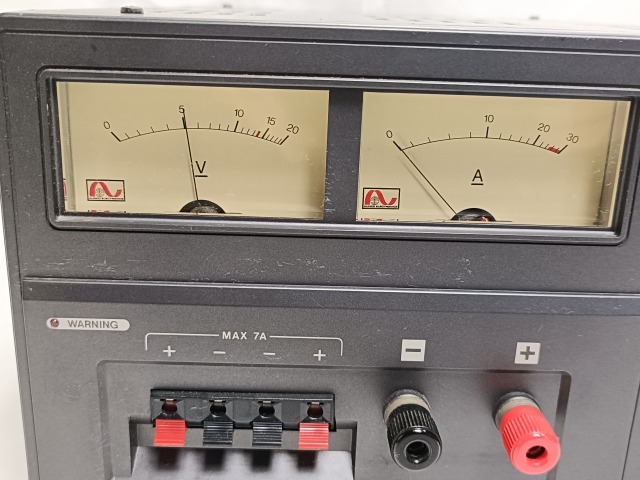 0 5 10 15 20
V
0 10 20 30
A
WARNING
MAX 7A
+ − − +
− +